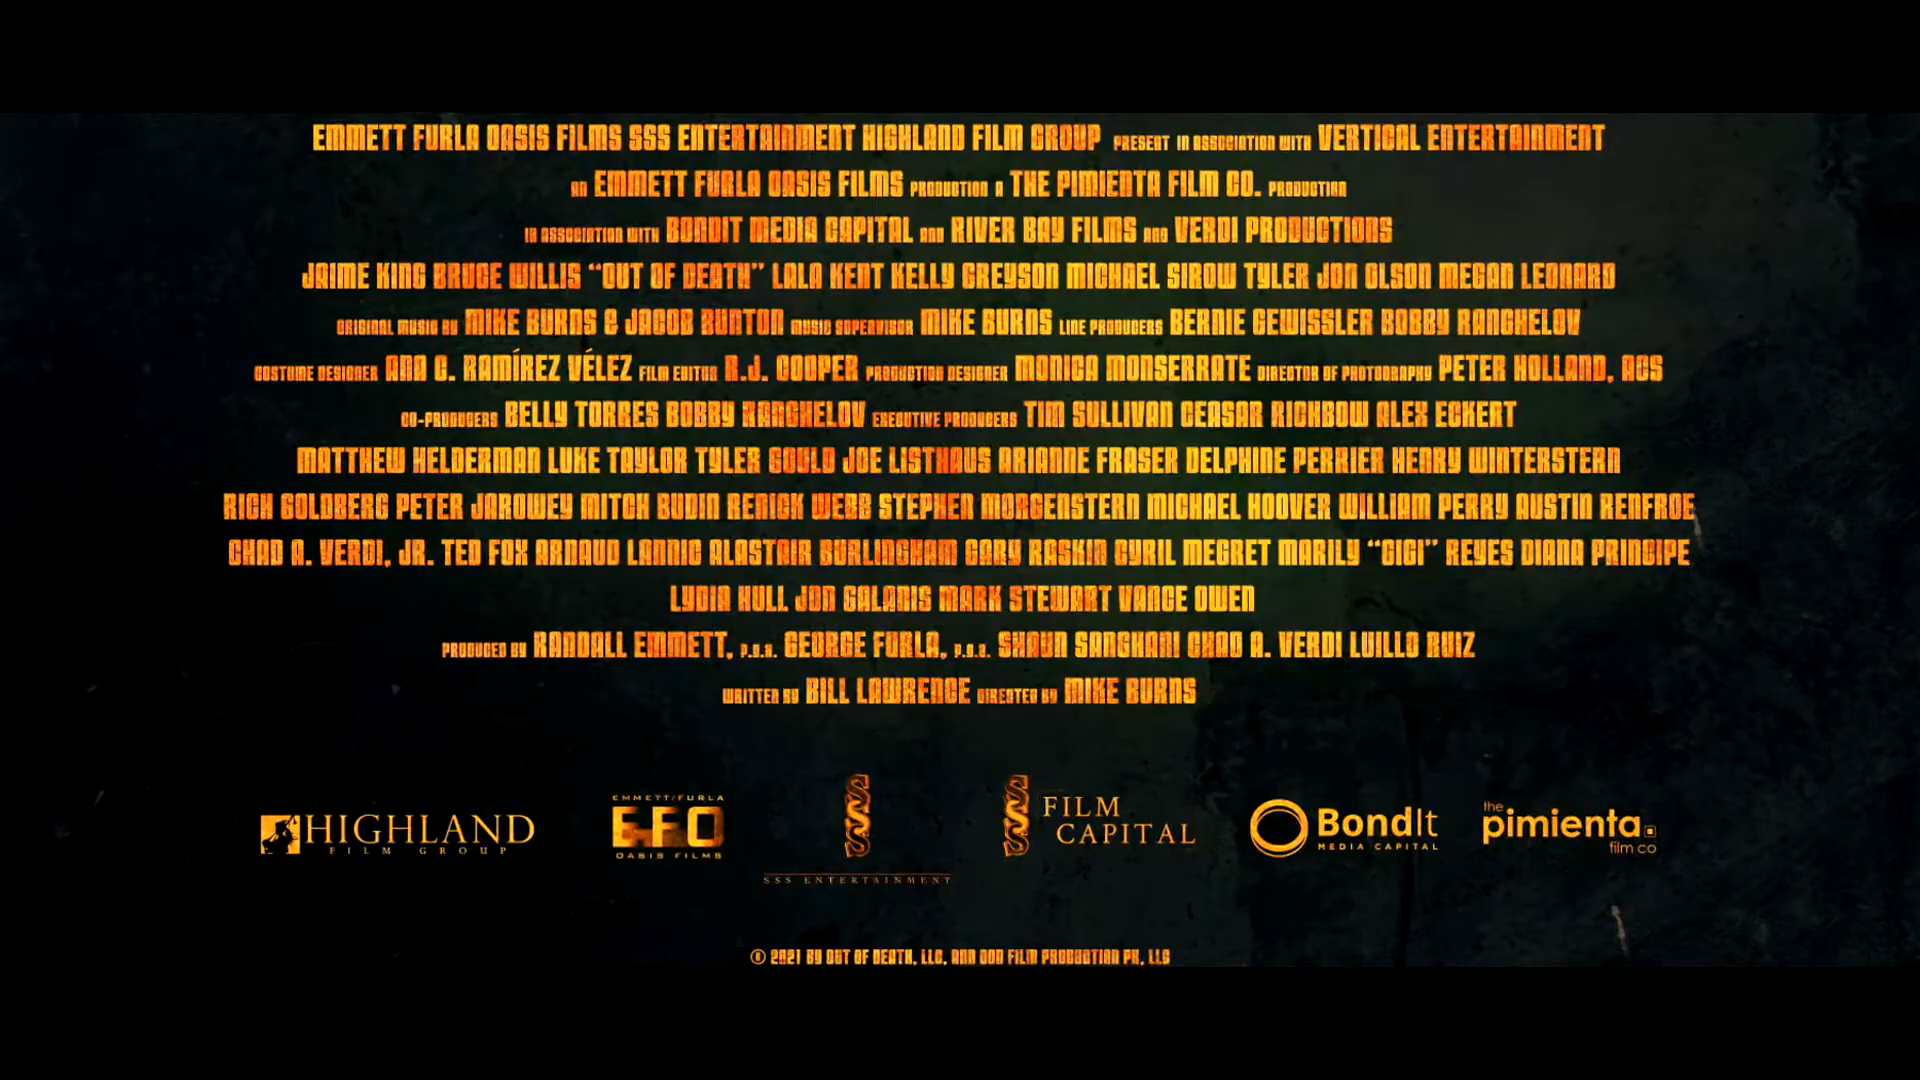 EMMETT FURLA OASIS FILMS SSS ENTERTAINMENT HIGHLAND FILM GROUP PRESENT IN ASSOCIATION WITH VERTICAL ENTERTAINMENT
AN EMMETT FURLA OASIS FILMS PRODUCTION A THE PIMIENTA FILM CO. PRODUCTION
IN ASSOCIATION WITH BONDIT MEDIA CAPITAL AND RIVER BAY FILMS AND VERDI PRODUCTIONS
JAIME KING BRUCE WILLIS “OUT OF DEATH” LALA KENT KELLY GREYSON MICHAEL SIROW TYLER JON OLSON MEGAN LEONARD
ORIGINAL MUSIC BY MIKE BURNS & JACOB BUNTON MUSIC SUPERVISOR MIKE BURNS LINE PRODUCERS BERNIE GEWISSLER BOBBY RANGHELOV
COSTUME DESIGNER ANA C. RAMÍREZ VÉLEZ FILM EDITOR R.J. COOPER PRODUCTION DESIGNER MONICA MONSERRATE DIRECTOR OF PHOTOGRAPHY PETER HOLLAND, ACS
CO-PRODUCERS BELLY TORRES BOBBY RANGHELOV EXECUTIVE PRODUCERS TIM SULLIVAN CEASAR RICHBOW ALEX ECKERT
MATTHEW HELDERMAN LUKE TAYLOR TYLER GOULD JOE LISTHAUS ARIANNE FRASER DELPHINE PERRIER HENRY WINTERSTERN
RICH GOLDBERG PETER JAROWEY MITCH BUDIN RENICK WEBB STEPHEN MORGENSTERN MICHAEL HOOVER WILLIAM PERRY AUSTIN RENFROE
CHAD A. VERDI, JR. TED FOX ARNAUD LANNIC ALASTAIR BURLINGHAM GARY RASKIN CYRIL MEGRET MARILY “GIGI” REYES DIANA PRINCIPE
LYDIA HULL JON GALANIS MARK STEWART VANCE OWEN
PRODUCED BY RANDALL EMMETT, p.g.a. GEORGE FURLA, p.g.a. SHAUN SANGHANI CHAD A. VERDI LUILLO RUIZ
WRITTEN BY BILL LAWRENCE DIRECTED BY MIKE BURNS
HIGHLAND
FILM GROUP
EMMETT/FURLA
EFO
OASIS FILMS
SSS
SSS ENTERTAINMENT
SSS FILM
CAPITAL
BondIt
MEDIA CAPITAL
the
pimienta
film co
© 2021 BY OUT OF DEATH, LLC, AND OOD FILM PRODUCTION PR, LLC